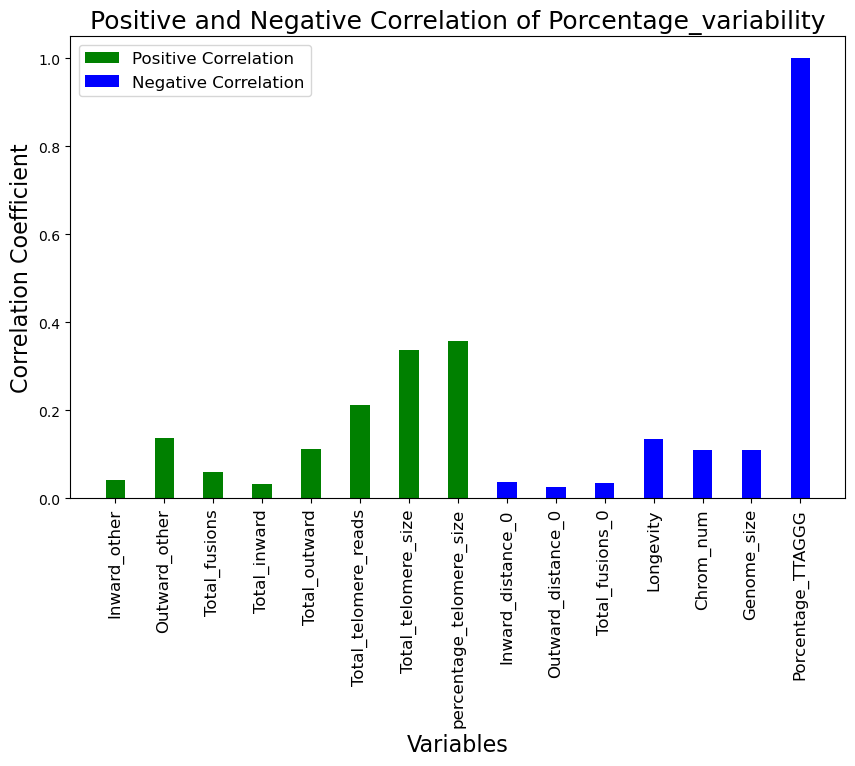 Positive and Negative Correlation of Porcentage_variability
Positive Correlation
Negative Correlation
Correlation Coefficient
1.0
0.8
0.6
0.4
0.2
0.0
Inward_other
Outward_other
Total_fusions
Total_inward
Total_outward
Total_telomere_reads
Total_telomere_size
percentage_telomere_size
Inward_distance_0
Outward_distance_0
Total_fusions_0
Longevity
Chrom_num
Genome_size
Porcentage_TTAGGG
Variables